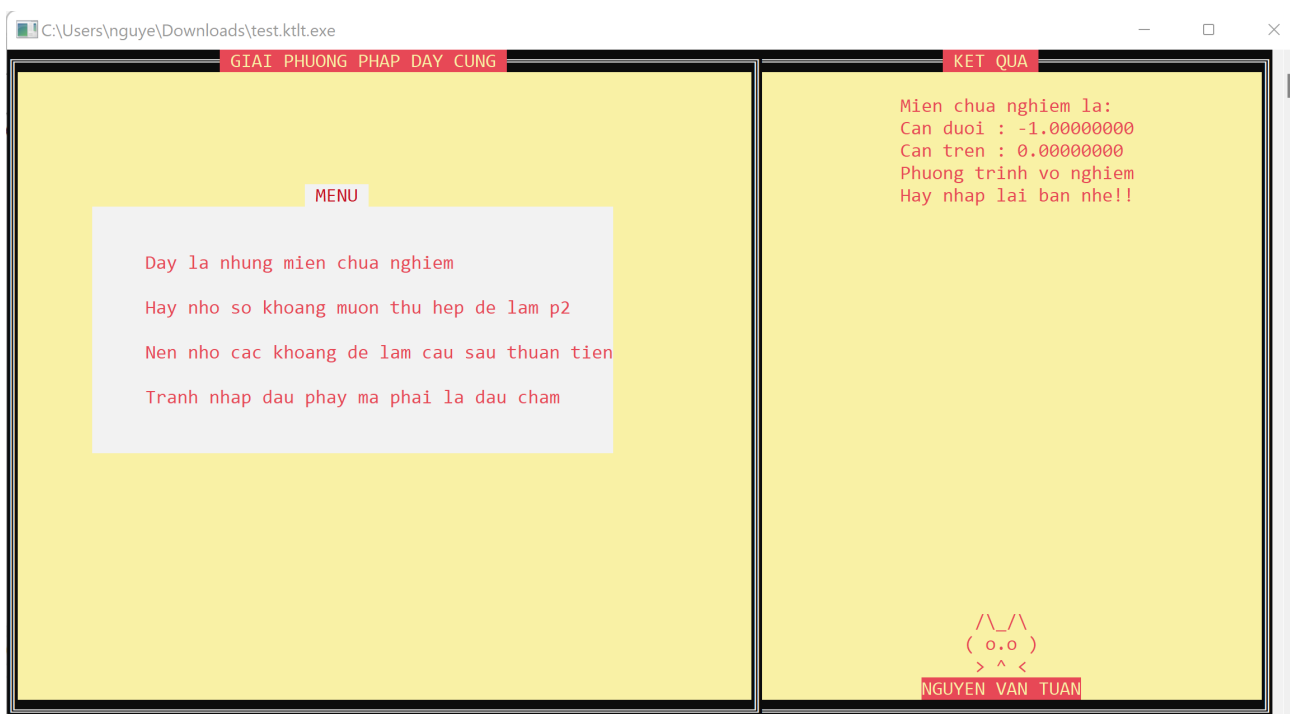 C:\Users\nguye\Downloads\test.ktlt.exe
GIAI PHUONG PHAP DAY CUNG
MENU
Day la nhung mien chua nghiem
Hay nho so khoang muon thu hep de lam p2
Nen nho cac khoang de lam cau sau thuan tien
Tranh nhap dau phay ma phai la dau cham
KET QUA
Mien chua nghiem la:
Can duoi : -1.00000000
Can tren : 0.00000000
Phuong trinh vo nghiem
Hay nhap lai ban nhe!!
/\_/\
( o.o )
> ^ <
NGUYEN VAN TUAN